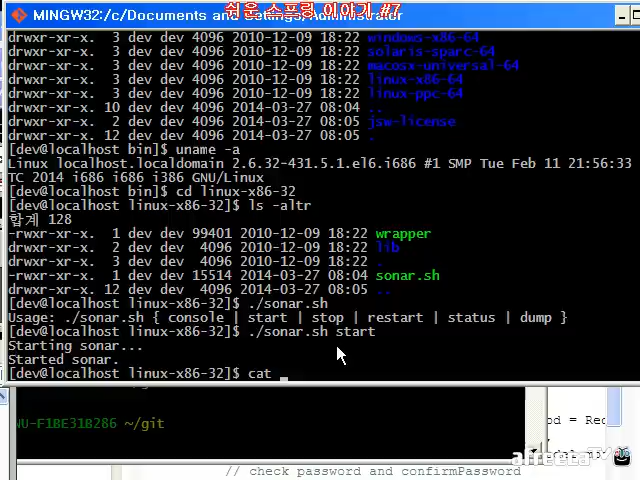 MINGW32:/c/Documents and Settings/Administrator
쉬운 스프링 이야기 #7
drwxr-xr-x. 3 dev dev 4096 2010-12-09 18:22 windows-x86-64
drwxr-xr-x. 3 dev dev 4096 2010-12-09 18:22 solaris-sparc-64
drwxr-xr-x. 3 dev dev 4096 2010-12-09 18:22 macosx-universal-64
drwxr-xr-x. 3 dev dev 4096 2010-12-09 18:22 linux-x86-64
drwxr-xr-x. 3 dev dev 4096 2010-12-09 18:22 linux-ppc-64
drwxr-xr-x. 10 dev dev 4096 2014-03-27 08:04 ..
drwxr-xr-x. 2 dev dev 4096 2014-03-27 08:05 jsw-license
drwxr-xr-x. 12 dev dev 4096 2014-03-27 08:05 .
[dev@localhost bin]$ uname -a
Linux localhost.localdomain 2.6.32-431.5.1.el6.i686 #1 SMP Tue Feb 11 21:56:33
TC 2014 i686 i686 i386 GNU/Linux
[dev@localhost bin]$ cd linux-x86-32
[dev@localhost linux-x86-32]$ ls -altr
합계 128
-rwxr-xr-x. 1 dev dev 99401 2010-12-09 18:22 wrapper
drwxr-xr-x. 2 dev dev 4096 2010-12-09 18:22 lib
drwxr-xr-x. 3 dev dev 4096 2010-12-09 18:22 .
-rwxr-xr-x. 1 dev dev 15514 2014-03-27 08:04 sonar.sh
drwxr-xr-x. 12 dev dev 4096 2014-03-27 08:05 ..
[dev@localhost linux-x86-32]$ ./sonar.sh
Usage: ./sonar.sh { console | start | stop | restart | status | dump }
[dev@localhost linux-x86-32]$ ./sonar.sh start
Starting sonar...
Started sonar.
[dev@localhost linux-x86-32]$ cat
NU-F1BE31B286 ~/git
od = Rec
afreecaTV
// check password and confirmPassword